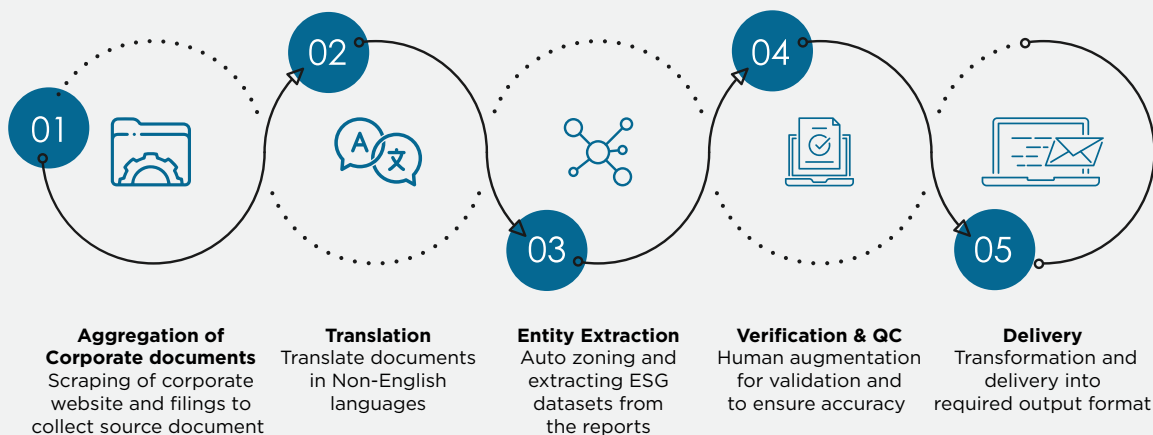 01
02
03
04
05
A
文
Aggregation of
Corporate documents
Scraping of corporate
website and filings to
collect source document
Translation
Translate documents
in Non-English
languages
Entity Extraction
Auto zoning and
extracting ESG
datasets from
the reports
Verification & QC
Human augmentation
for validation and
to ensure accuracy
Delivery
Transformation and
delivery into
required output format